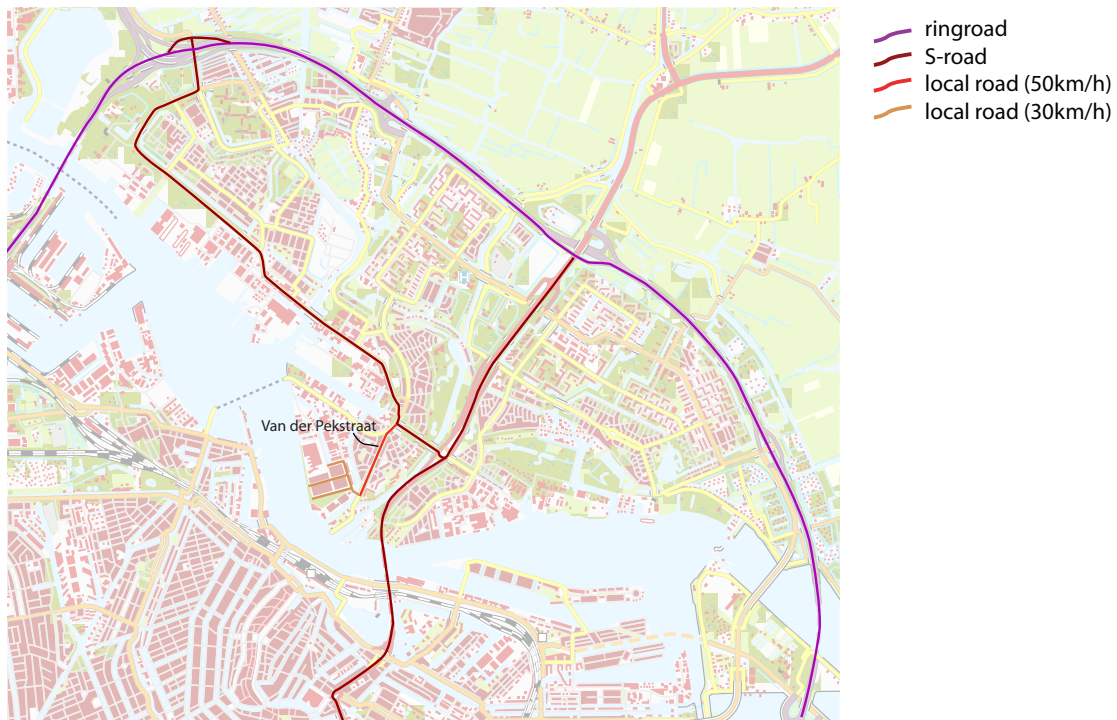 ringroad
S-road
local road (50km/h)
local road (30km/h)
Van der Pekstraat